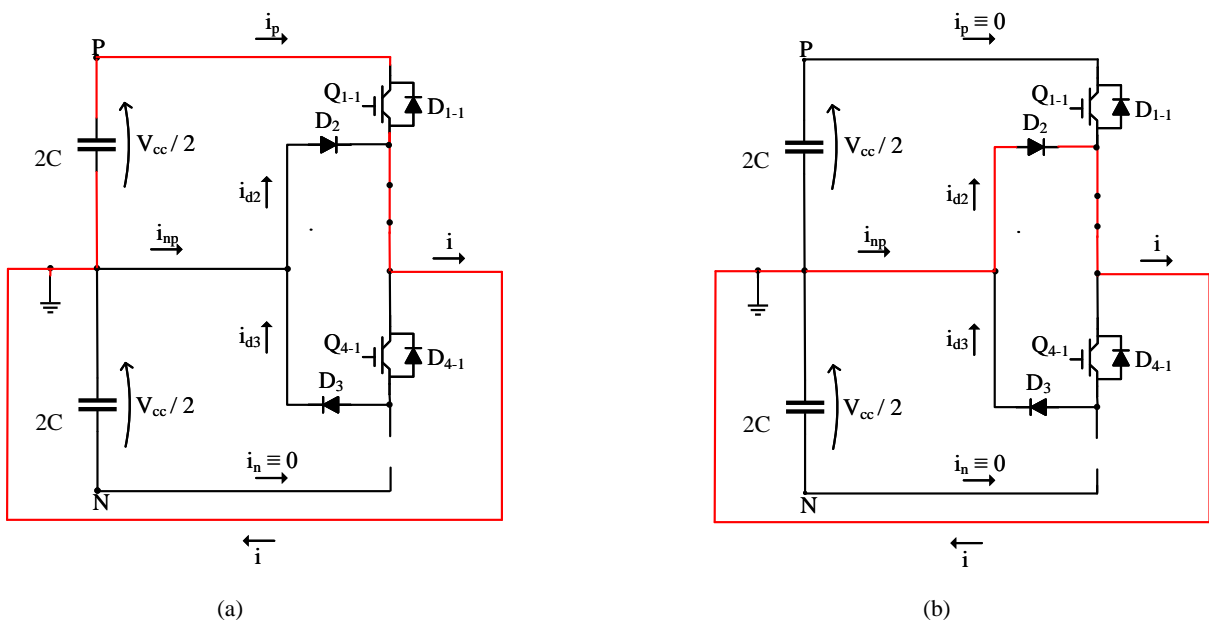 i_p
P
Q_1-1
D_1-1
D_2
V_cc / 2
2C
i_d2
i_np
i
i_d3
Q_4-1
D_4-1
D_3
V_cc / 2
2C
i_n ≡ 0
N
i
(a)
i_p ≡ 0
P
Q_1-1
D_1-1
D_2
V_cc / 2
2C
i_d2
i_np
i
i_d3
Q_4-1
D_4-1
D_3
V_cc / 2
2C
i_n ≡ 0
N
i
(b)